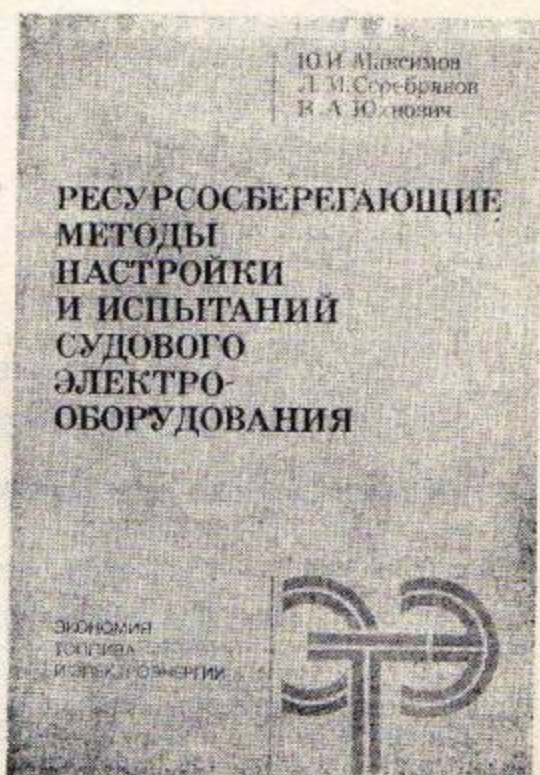 Ю.И. Максимов
Л.М. Серебряков
В.А. Юхнович
РЕСУРСОСБЕРЕГАЮЩИЕ
МЕТОДЫ
НАСТРОЙКИ
И ИСПЫТАНИЙ
СУДОВОГО
ЭЛЕКТРО-
ОБОРУДОВАНИЯ
ЭКОНОМИЯ
ТОПЛИВА
И ЭЛЕКТРОЭНЕРГИИ